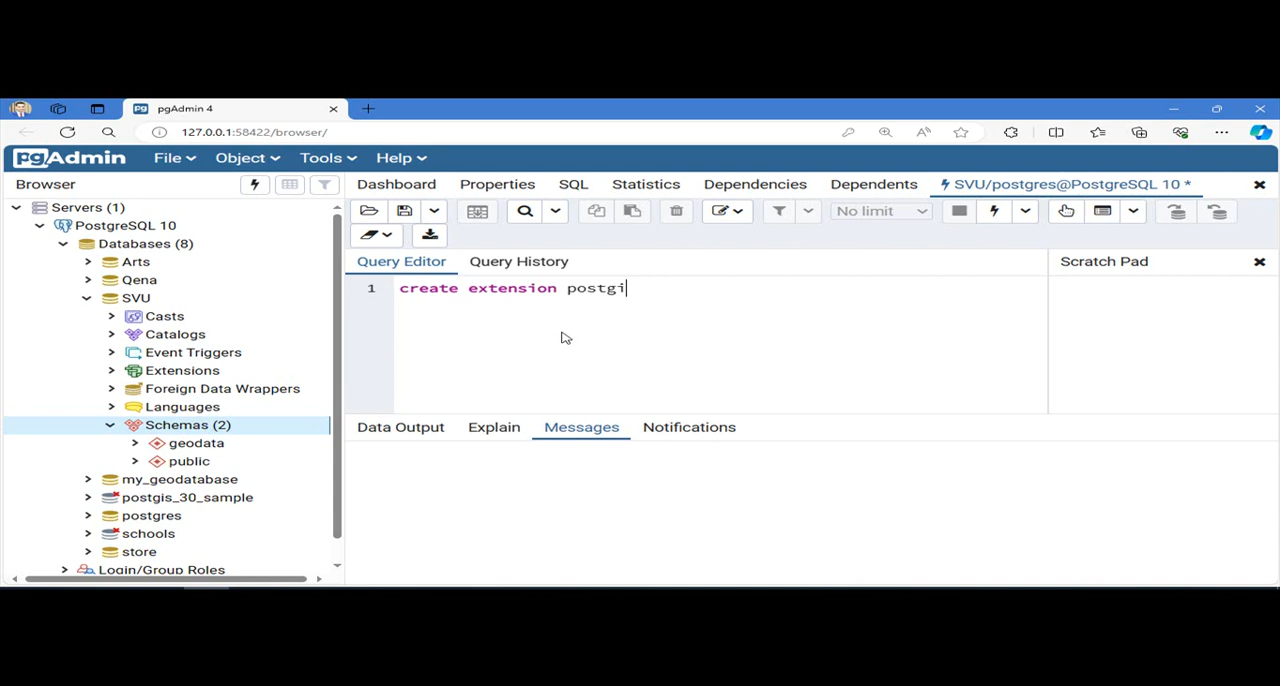 pgAdmin 4
127.0.0.1:58422/browser/
pgAdmin File Object Tools Help
Browser
Dashboard Properties SQL Statistics Dependencies Dependents SVU/postgres@PostgreSQL 10 *
No limit
Servers (1)
PostgreSQL 10
Databases (8)
Arts
Qena
SVU
Casts
Catalogs
Event Triggers
Extensions
Foreign Data Wrappers
Languages
Schemas (2)
geodata
public
my_geodatabase
postgis_30_sample
postgres
schools
store
Login/Group Roles
Query Editor Query History
Scratch Pad
1 create extension postgi
Data Output Explain Messages Notifications